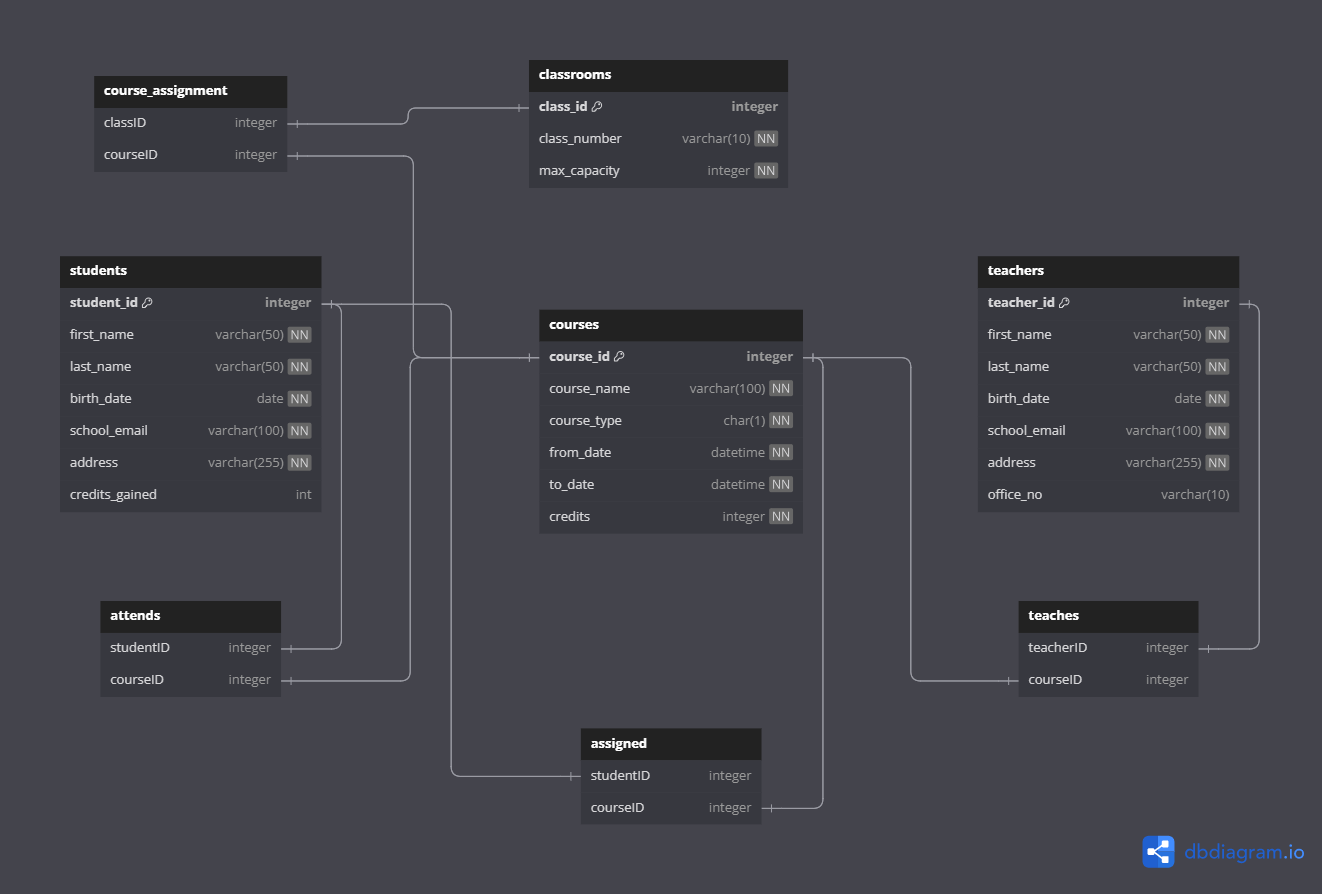 course_assignment
classID integer
courseID integer
classrooms
class_id integer
class_number varchar(10) NN
max_capacity integer NN
students
student_id integer
first_name varchar(50) NN
last_name varchar(50) NN
birth_date date NN
school_email varchar(100) NN
address varchar(255) NN
credits_gained int
courses
course_id integer
course_name varchar(100) NN
course_type char(1) NN
from_date datetime NN
to_date datetime NN
credits integer NN
teachers
teacher_id integer
first_name varchar(50) NN
last_name varchar(50) NN
birth_date date NN
school_email varchar(100) NN
address varchar(255) NN
office_no varchar(10)
attends
studentID integer
courseID integer
teaches
teacherID integer
courseID integer
assigned
studentID integer
courseID integer
dbdiagram.io